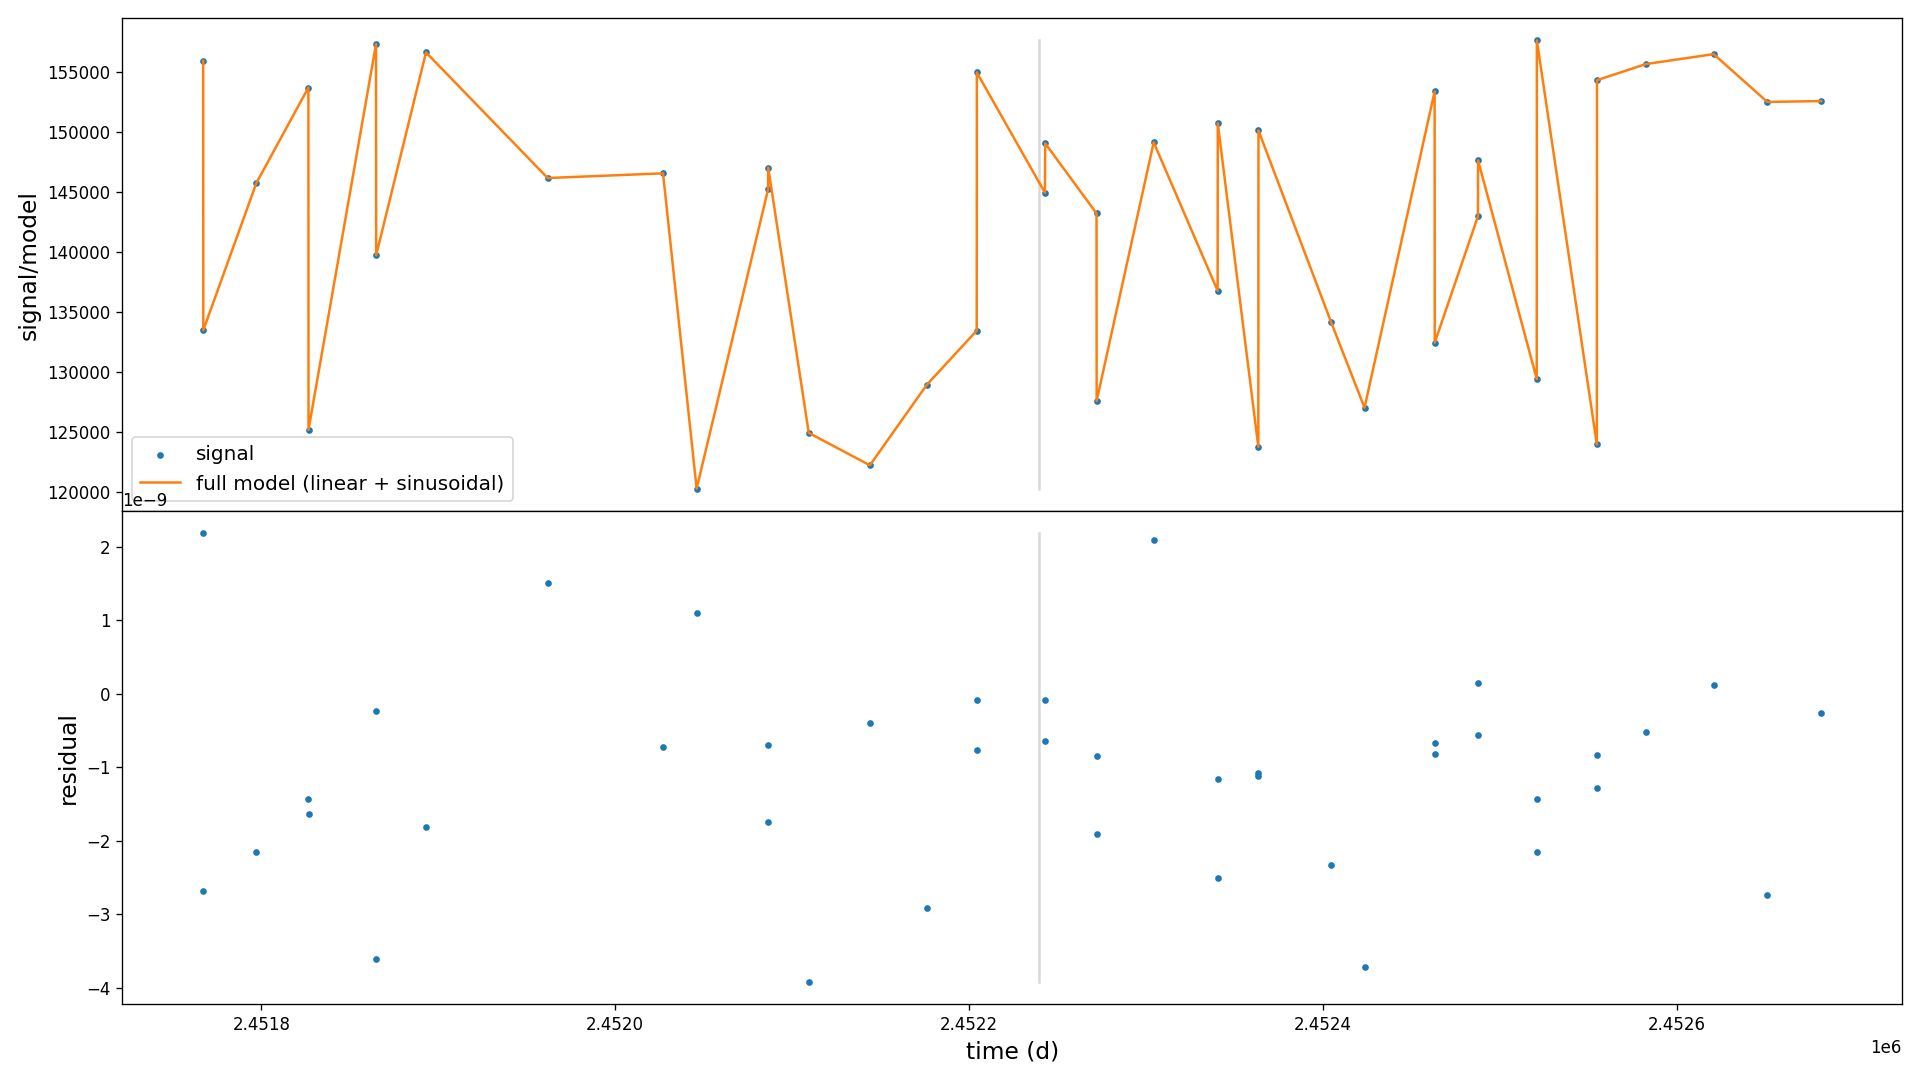 155000
150000
145000
140000
135000
130000
125000
120000
signal/model
signal
full model (linear + sinusoidal)
1e−9
2
1
0
−1
−2
−3
−4
residual
2.4518
2.4520
2.4522
2.4524
2.4526
1e6
time (d)